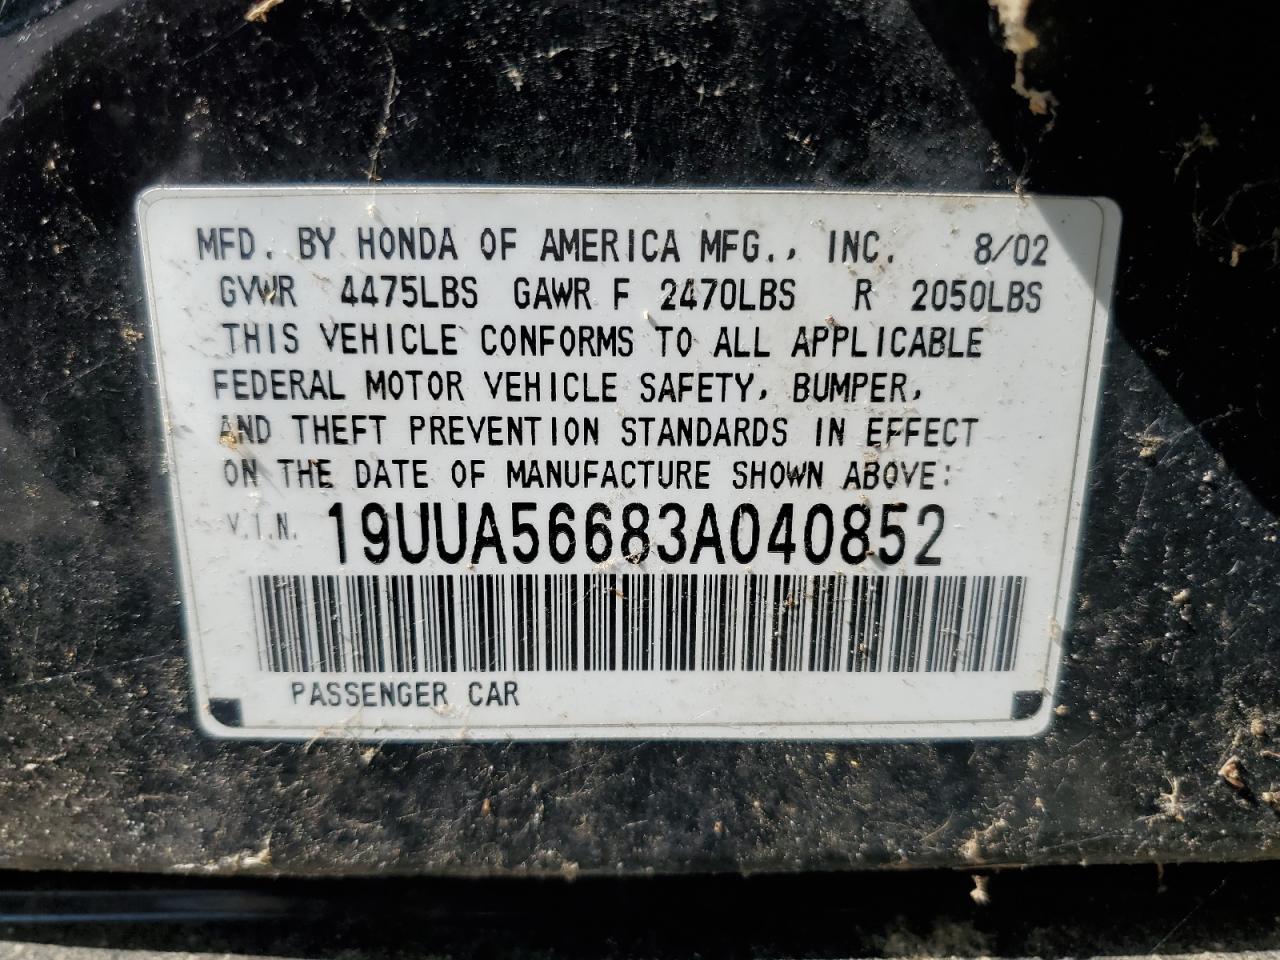 MFD. BY HONDA OF AMERICA MFG., INC. 8/02
GVWR 4475LBS GAWR F 2470LBS R 2050LBS
THIS VEHICLE CONFORMS TO ALL APPLICABLE
FEDERAL MOTOR VEHICLE SAFETY, BUMPER,
AND THEFT PREVENTION STANDARDS IN EFFECT
ON THE DATE OF MANUFACTURE SHOWN ABOVE:
V.I.N. 19UUA56683A040852
PASSENGER CAR